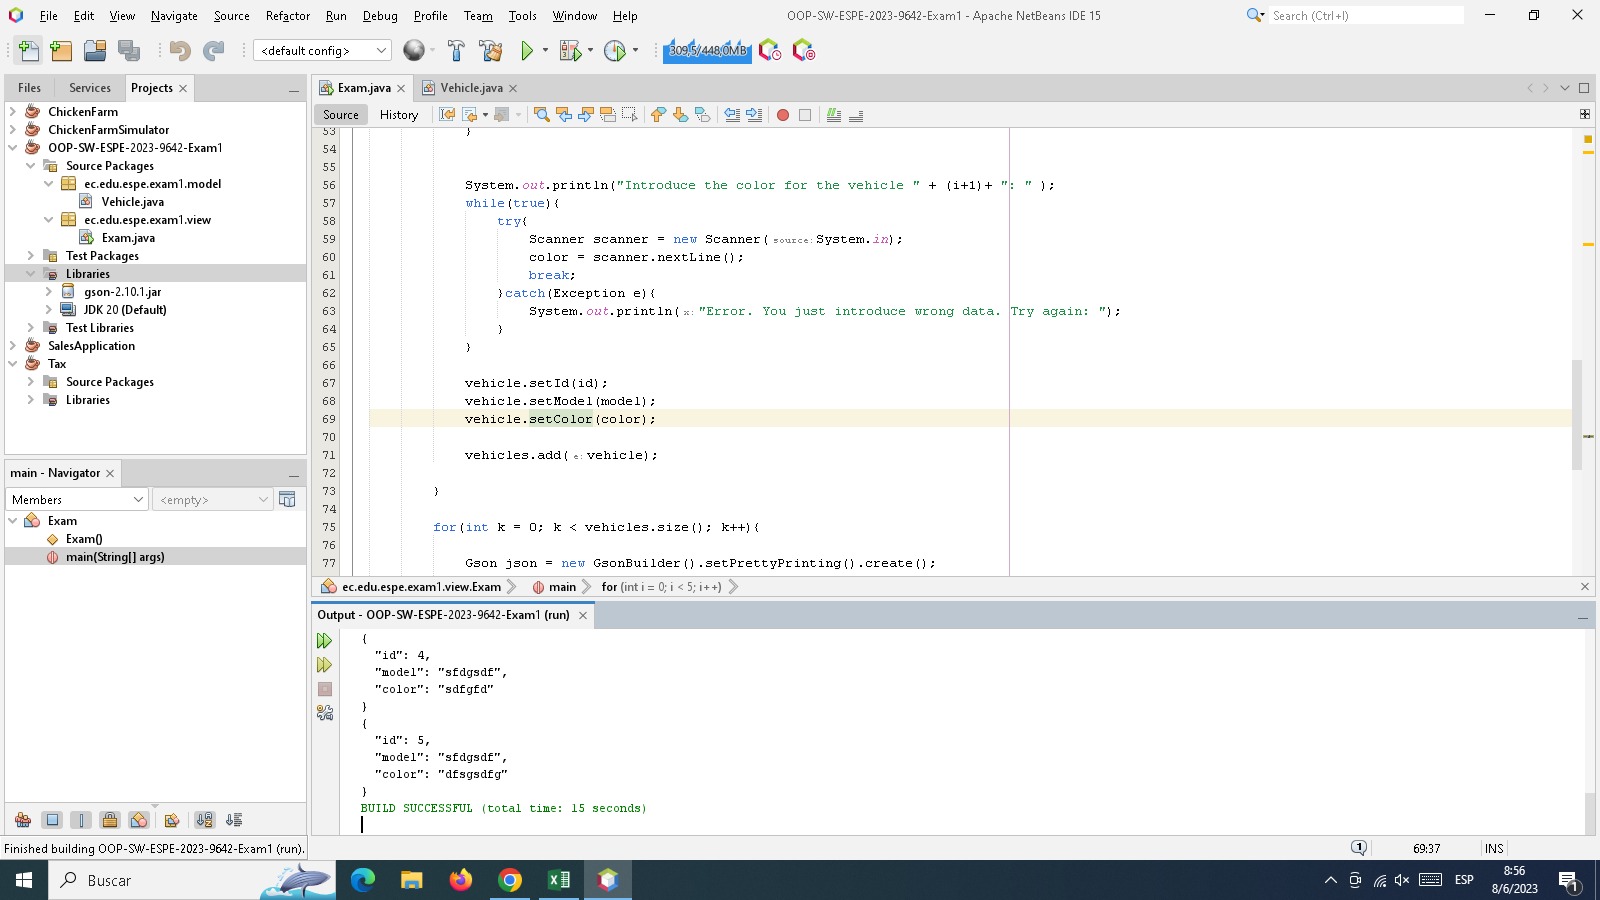 File Edit View Navigate Source Refactor Run Debug Profile Team Tools Window Help
OOP-SW-ESPE-2023-9642-Exam1 - Apache NetBeans IDE 15
Search (Ctrl+I)
<default config>
309,5/448,0MB
Files Services Projects
Exam.java Vehicle.java
Source History
ChickenFarm
ChickenFarmSimulator
OOP-SW-ESPE-2023-9642-Exam1
Source Packages
ec.edu.espe.exam1.model
Vehicle.java
ec.edu.espe.exam1.view
Exam.java
Test Packages
Libraries
gson-2.10.1.jar
JDK 20 (Default)
Test Libraries
SalesApplication
Tax
Source Packages
Libraries
53 }
54
55
56 System.out.println("Introduce the color for the vehicle " + (i+1)+ ": " );
57 while(true){
58 try{
59 Scanner scanner = new Scanner( source: System.in);
60 color = scanner.nextLine();
61 break;
62 }catch(Exception e){
63 System.out.println( x: "Error. You just introduce wrong data. Try again: ");
64 }
65 }
66
67 vehicle.setId(id);
68 vehicle.setModel(model);
69 vehicle.setColor(color);
70
71 vehicles.add( e: vehicle);
72
73 }
74
75 for(int k = 0; k < vehicles.size(); k++){
76
77 Gson json = new GsonBuilder().setPrettyPrinting().create();
ec.edu.espe.exam1.view.Exam main for (int i = 0; i < 5; i++)
main - Navigator
Members <empty>
Exam
Exam()
main(String[] args)
Output - OOP-SW-ESPE-2023-9642-Exam1 (run)
{
"id": 4,
"model": "sfdgsdf",
"color": "sdfgfd"
}
{
"id": 5,
"model": "sfdgsdf",
"color": "dfsgsdfg"
}
BUILD SUCCESSFUL (total time: 15 seconds)
Finished building OOP-SW-ESPE-2023-9642-Exam1 (run).
1 69:37 INS
Buscar
ESP
8:56
8/6/2023
1